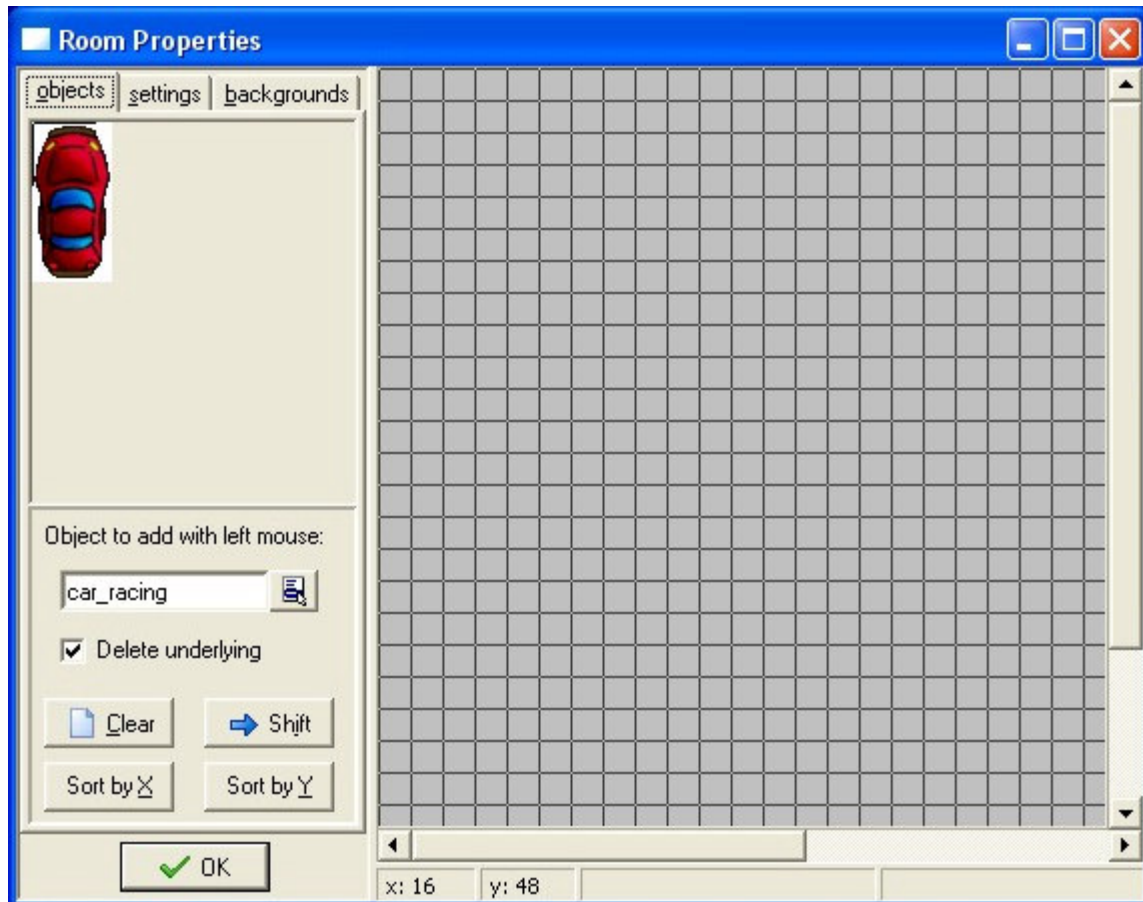 Room Properties
objects settings backgrounds
Object to add with left mouse:
car_racing
Delete underlying
Clear Shift
Sort by X Sort by Y
OK
x: 16 y: 48